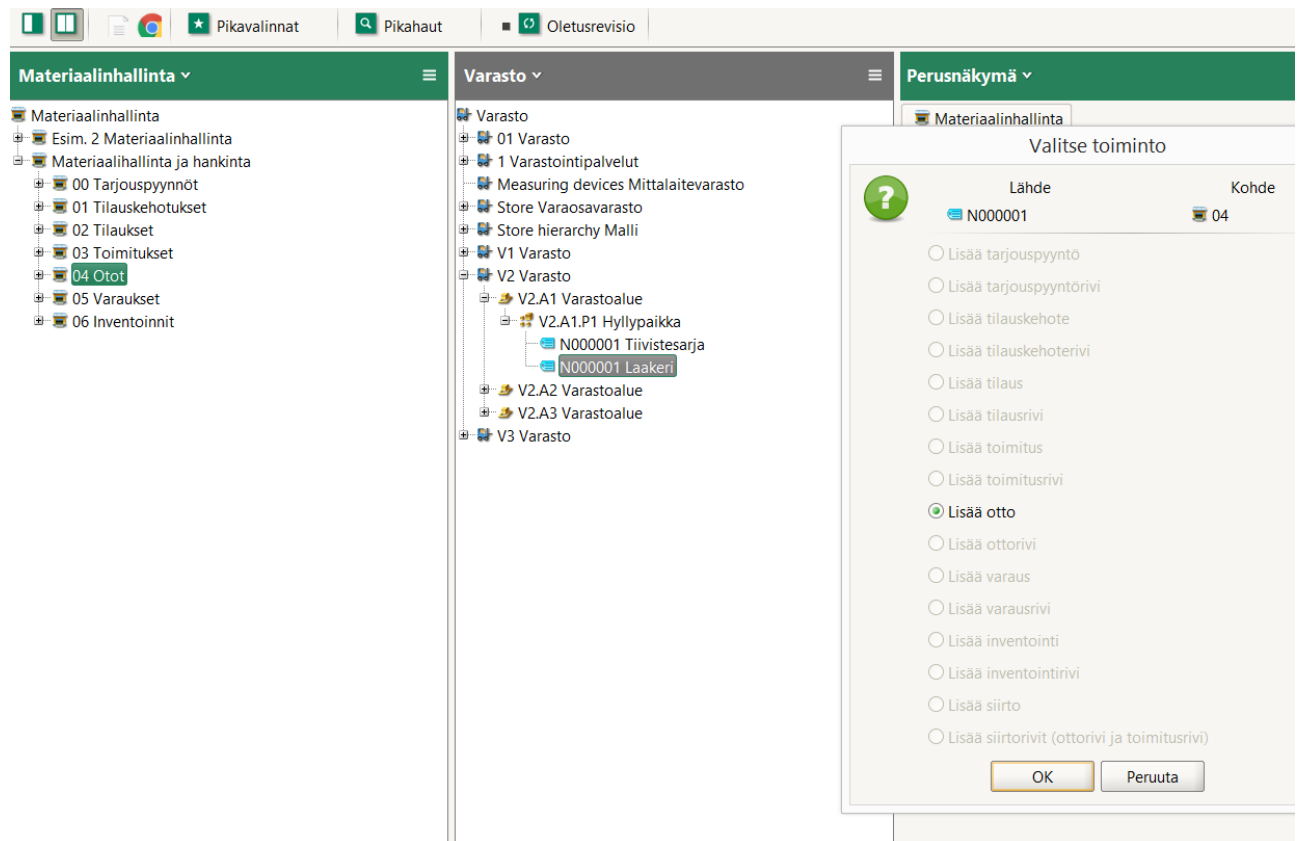 Pikavalinnat
Pikahaut
Oletusrevisio
Materiaalinhallinta
Materiaalinhallinta
Esim. 2 Materiaalinhallinta
Materiaalihallinta ja hankinta
00 Tarjouspyynnöt
01 Tilauskehotukset
02 Tilaukset
03 Toimitukset
04 Otot
05 Varaukset
06 Inventoinnit
Varasto
Varasto
01 Varasto
1 Varastointipalvelut
Measuring devices Mittalaitevarasto
Store Varaosavarasto
Store hierarchy Malli
V1 Varasto
V2 Varasto
V2.A1 Varastoalue
V2.A1.P1 Hyllypaikka
N000001 Tiivistesarja
N000001 Laakeri
V2.A2 Varastoalue
V2.A3 Varastoalue
V3 Varasto
Perusnäkymä
Materiaalinhallinta
Valitse toiminto
Lähde Kohde
N000001 04
Lisää tarjouspyyntö
Lisää tarjouspyyntörivi
Lisää tilauskehote
Lisää tilauskehoterivi
Lisää tilaus
Lisää tilausrivi
Lisää toimitus
Lisää toimitusrivi
Lisää otto
Lisää ottorivi
Lisää varaus
Lisää varausrivi
Lisää inventointi
Lisää inventointirivi
Lisää siirto
Lisää siirtorivit (ottorivi ja toimitusrivi)
OK Peruuta